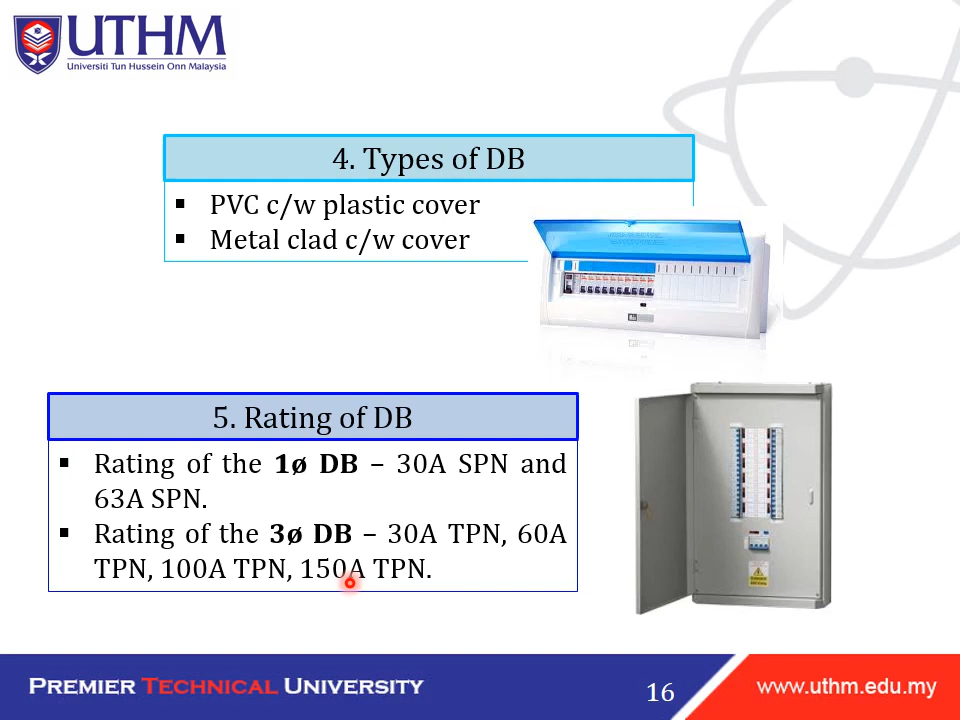 UTHM
Universiti Tun Hussein Onn Malaysia
4. Types of DB
▪ PVC c/w plastic cover
▪ Metal clad c/w cover
5. Rating of DB
▪ Rating of the 1ø DB – 30A SPN and
63A SPN.
▪ Rating of the 3ø DB – 30A TPN, 60A
TPN, 100A TPN, 150A TPN.
PREMIER TECHNICAL UNIVERSITY
16
www.uthm.edu.my